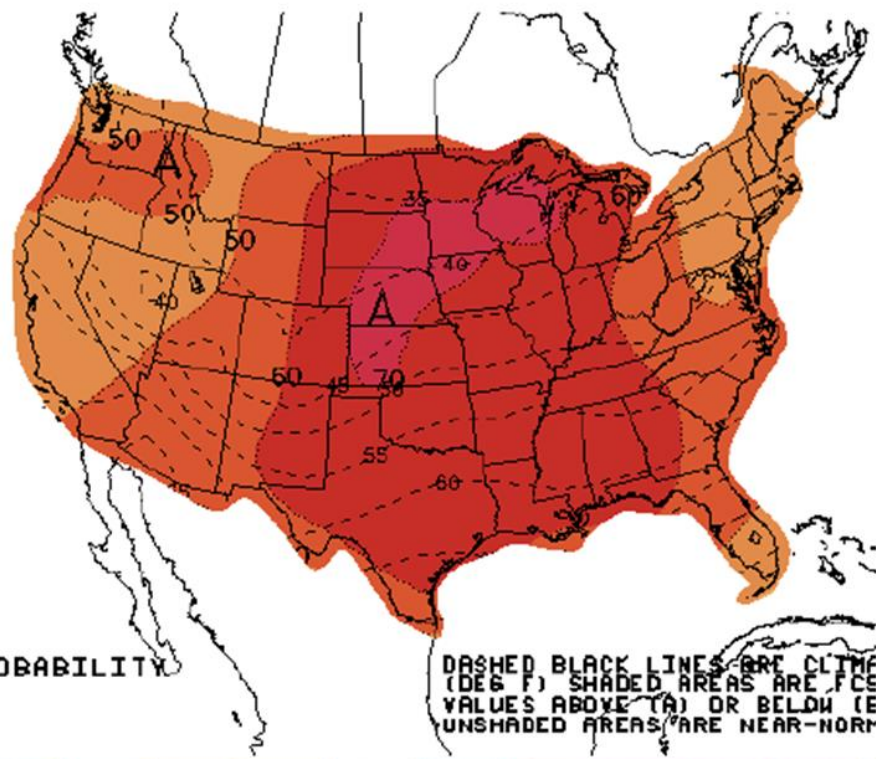 50
A
50
35
60
50
40
40
A
60
45
70
50
55
60
OBABILITY
DASHED BLACK LINES ARE CLIMA
(DEG F) SHADED AREAS ARE FCS
VALUES ABOVE (A) OR BELOW (B
UNSHADED AREAS ARE NEAR-NORM